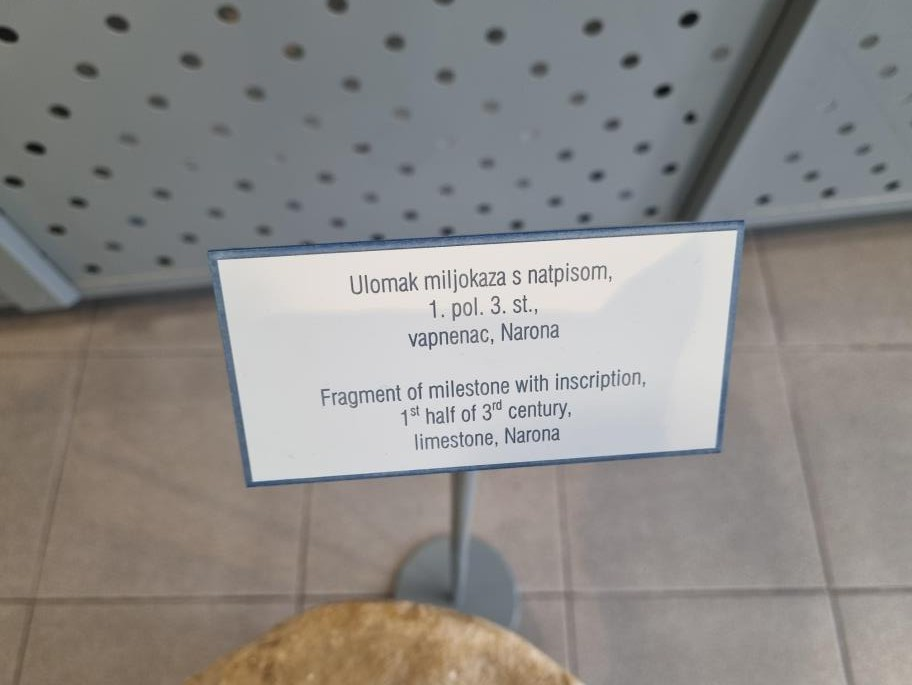 Ulomak miljokaza s natpisom,
1. pol. 3. st.,
vapnenac, Narona
Fragment of milestone with inscription,
1st half of 3rd century,
limestone, Narona